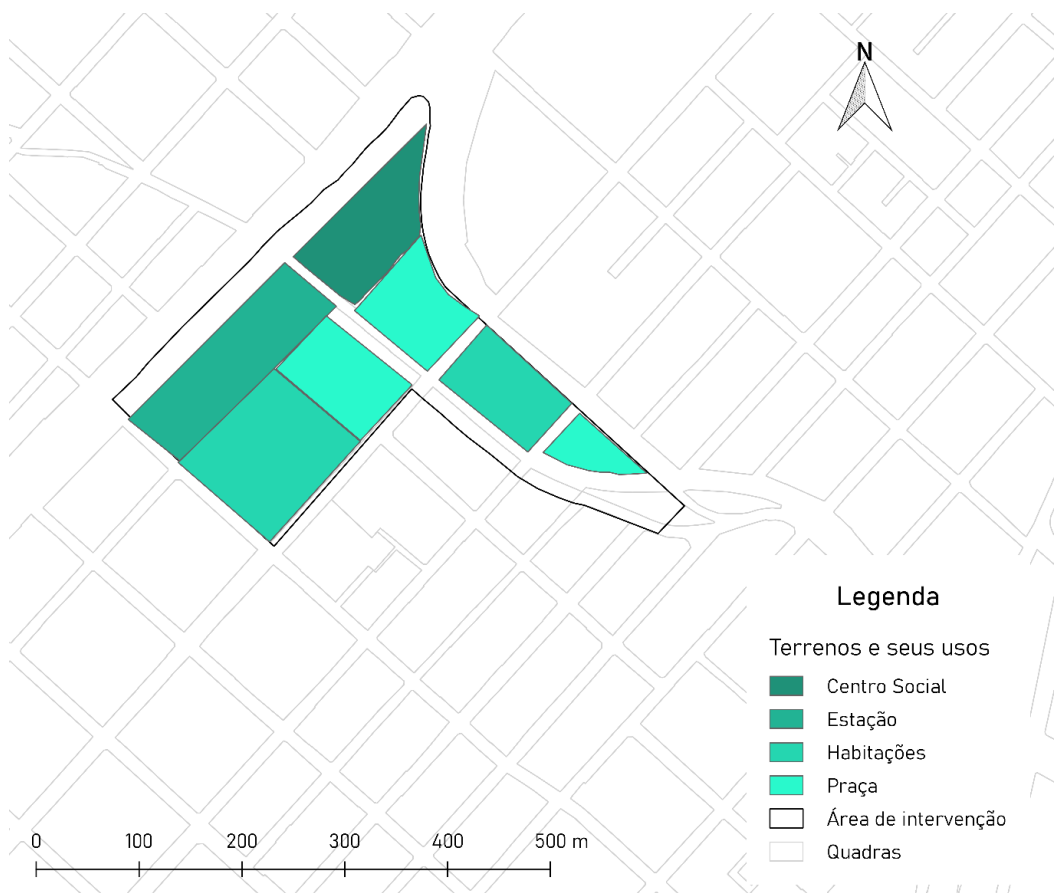 N
Legenda
Terrenos e seus usos
Centro Social
Estação
Habitações
Praça
Área de intervenção
Quadras
0 100 200 300 400 500 m